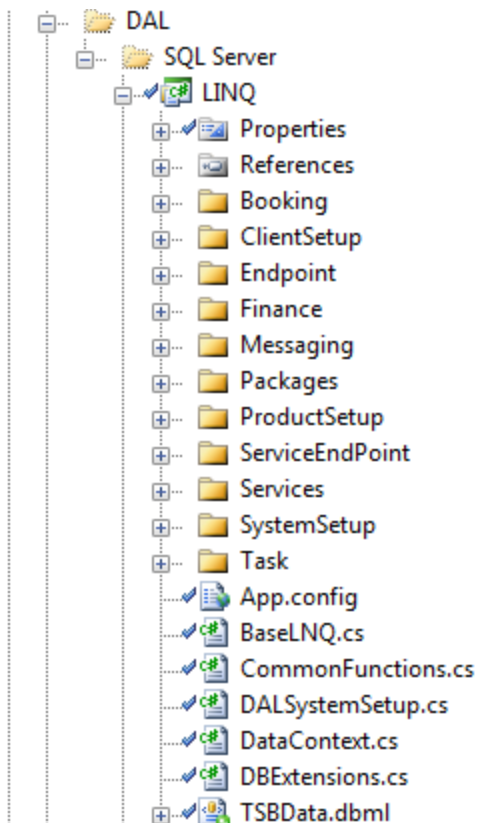 DAL
SQL Server
LINQ
Properties
References
Booking
ClientSetup
Endpoint
Finance
Messaging
Packages
ProductSetup
ServiceEndPoint
Services
SystemSetup
Task
App.config
BaseLNQ.cs
CommonFunctions.cs
DALSystemSetup.cs
DataContext.cs
DBExtensions.cs
TSBData.dbml